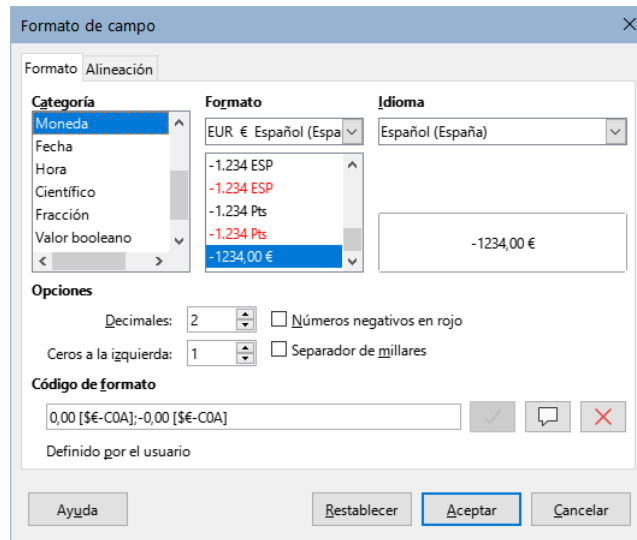 Formato de campo
Formato Alineación
Categoría
Moneda
Fecha
Hora
Científico
Fracción
Valor booleano
Formato
EUR € Español (Espa
-1.234 ESP
-1.234 ESP
-1.234 Pts
-1.234 Pts
-1234,00 €
Idioma
Español (España)
-1234,00 €
Opciones
Decimales: 2 Números negativos en rojo
Ceros a la izquierda: 1 Separador de millares
Código de formato
0,00 [$€-C0A];-0,00 [$€-C0A]
Definido por el usuario
Ayuda Restablecer Aceptar Cancelar